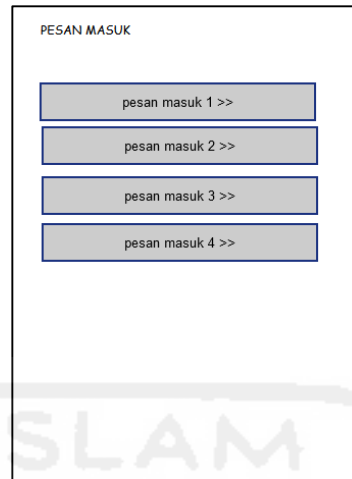 PESAN MASUK
pesan masuk 1 >>
pesan masuk 2 >>
pesan masuk 3 >>
pesan masuk 4 >>
SLAM